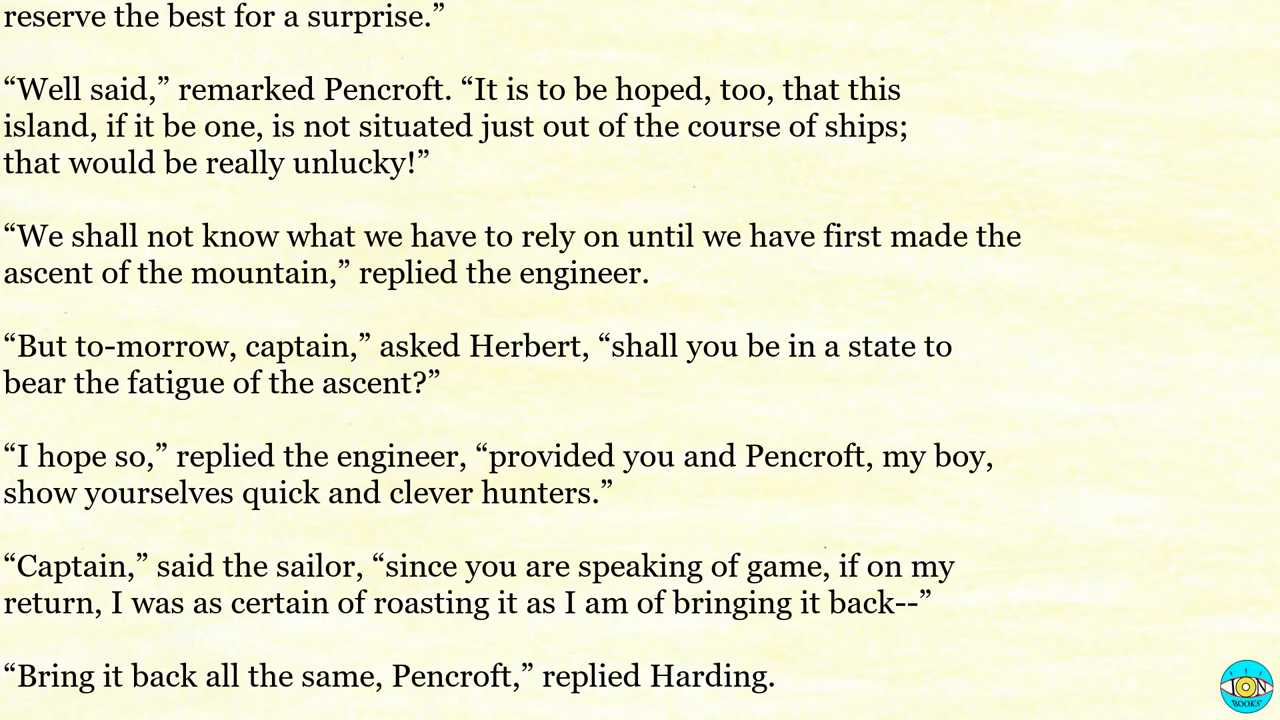 reserve the best for a surprise.”
“Well said,” remarked Pencroft. “It is to be hoped, too, that this
island, if it be one, is not situated just out of the course of ships;
that would be really unlucky!”
“We shall not know what we have to rely on until we have first made the
ascent of the mountain,” replied the engineer.
“But to-morrow, captain,” asked Herbert, “shall you be in a state to
bear the fatigue of the ascent?”
“I hope so,” replied the engineer, “provided you and Pencroft, my boy,
show yourselves quick and clever hunters.”
“Captain,” said the sailor, “since you are speaking of game, if on my
return, I was as certain of roasting it as I am of bringing it back--”
“Bring it back all the same, Pencroft,” replied Harding.
ION
BOOKS